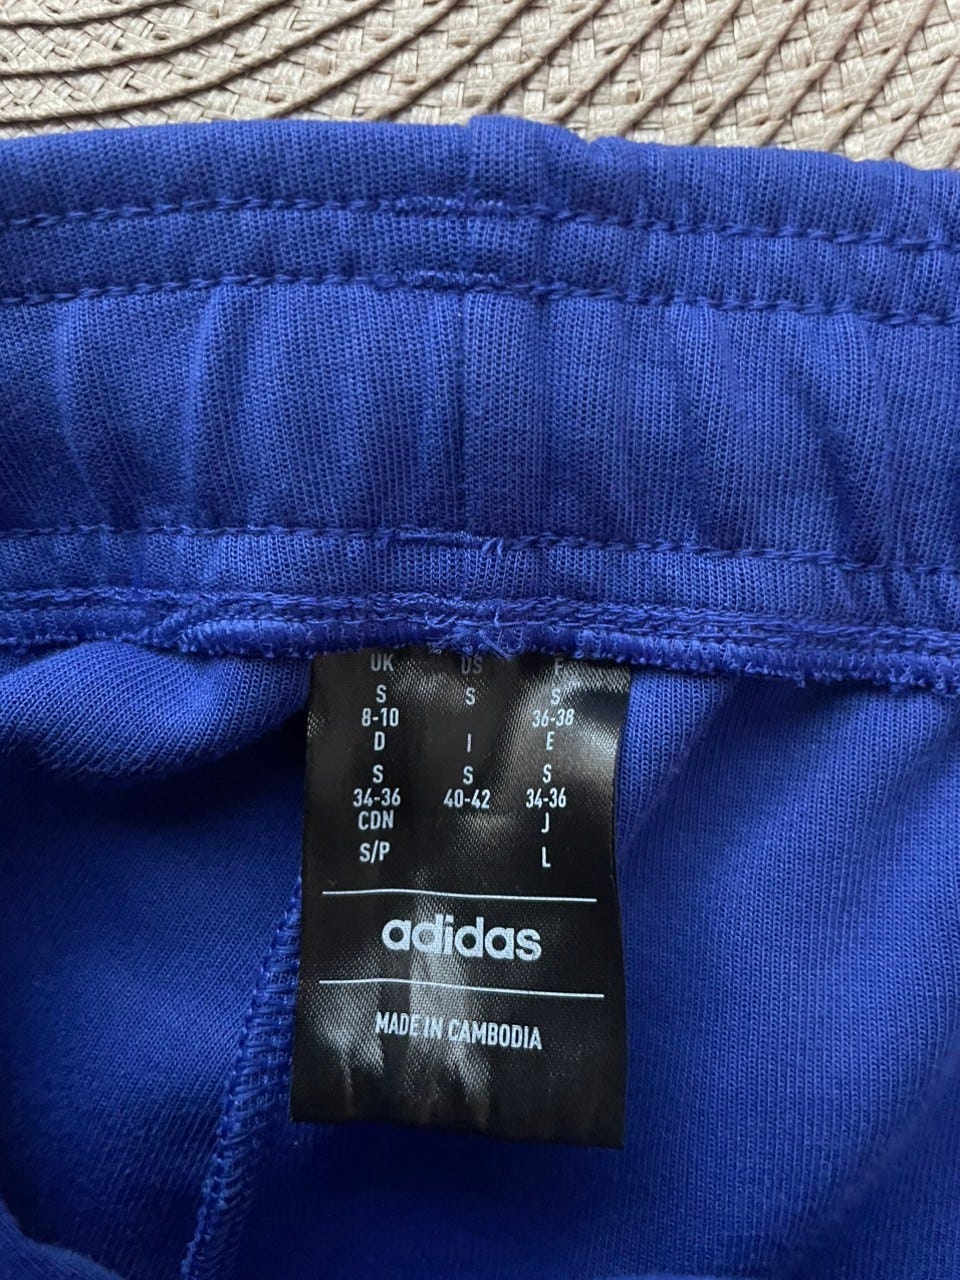 UK US F
S S S
8-10 36-38
D I E
S S S
34-36 40-42 34-36
CDN J
S/P L
adidas
MADE IN CAMBODIA